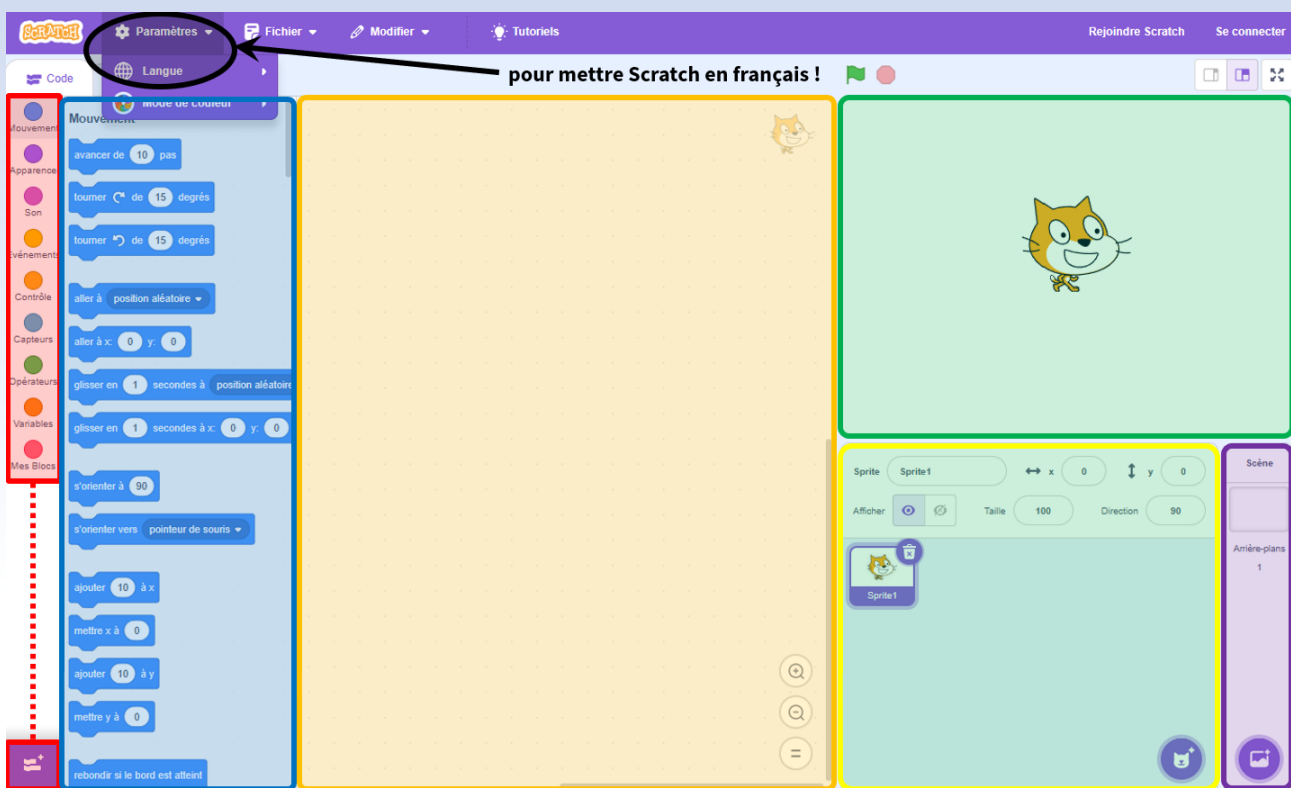 SCRATCH Paramètres Fichier Modifier Tutoriels Rejoindre Scratch Se connecter
Code
Langue
pour mettre Scratch en français !
Mode de couleur
Mouvement
Apparence
Son
Événements
Contrôle
Capteurs
Opérateurs
Variables
Mes Blocs
Mouvement
avancer de 10 pas
tourner de 15 degrés
tourner de 15 degrés
aller à position aléatoire
aller à x: 0 y: 0
glisser en 1 secondes à position aléatoire
glisser en 1 secondes à x: 0 y: 0
s'orienter à 90
s'orienter vers pointeur de souris
ajouter 10 à x
mettre x à 0
ajouter 10 à y
mettre y à 0
rebondir si le bord est atteint
Sprite Sprite1 x 0 y 0
Afficher Taille 100 Direction 90
Sprite1
Scène
Arrière-plans
1